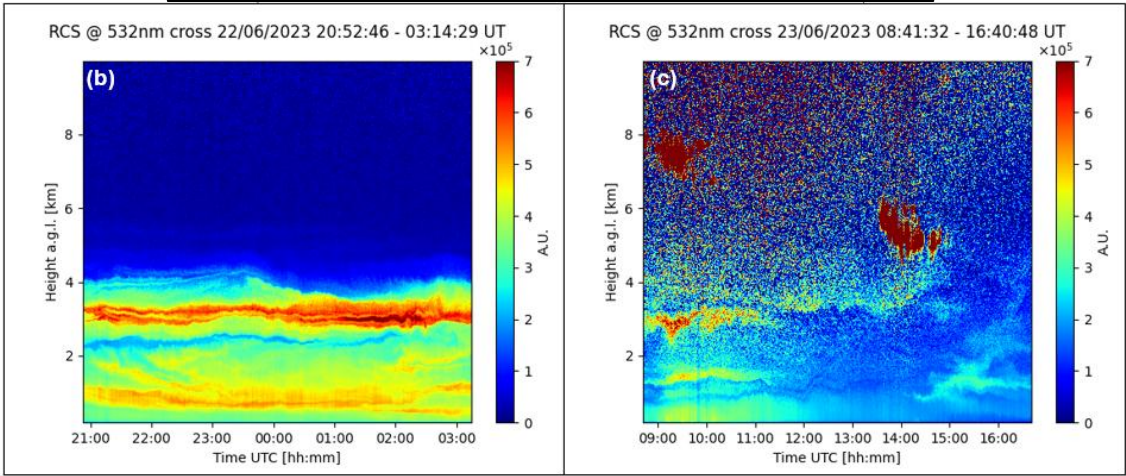 RCS @ 532nm cross 22/06/2023 20:52:46 - 03:14:29 UT
×10⁵
(b)
8
6
4
2
Height a.g.l. [km]
21:00 22:00 23:00 00:00 01:00 02:00 03:00
Time UTC [hh:mm]
7
6
5
4
3
2
1
0
A.U.
RCS @ 532nm cross 23/06/2023 08:41:32 - 16:40:48 UT
×10⁵
(c)
8
6
4
2
Height a.g.l. [km]
09:00 10:00 11:00 12:00 13:00 14:00 15:00 16:00
Time UTC [hh:mm]
7
6
5
4
3
2
1
0
A.U.